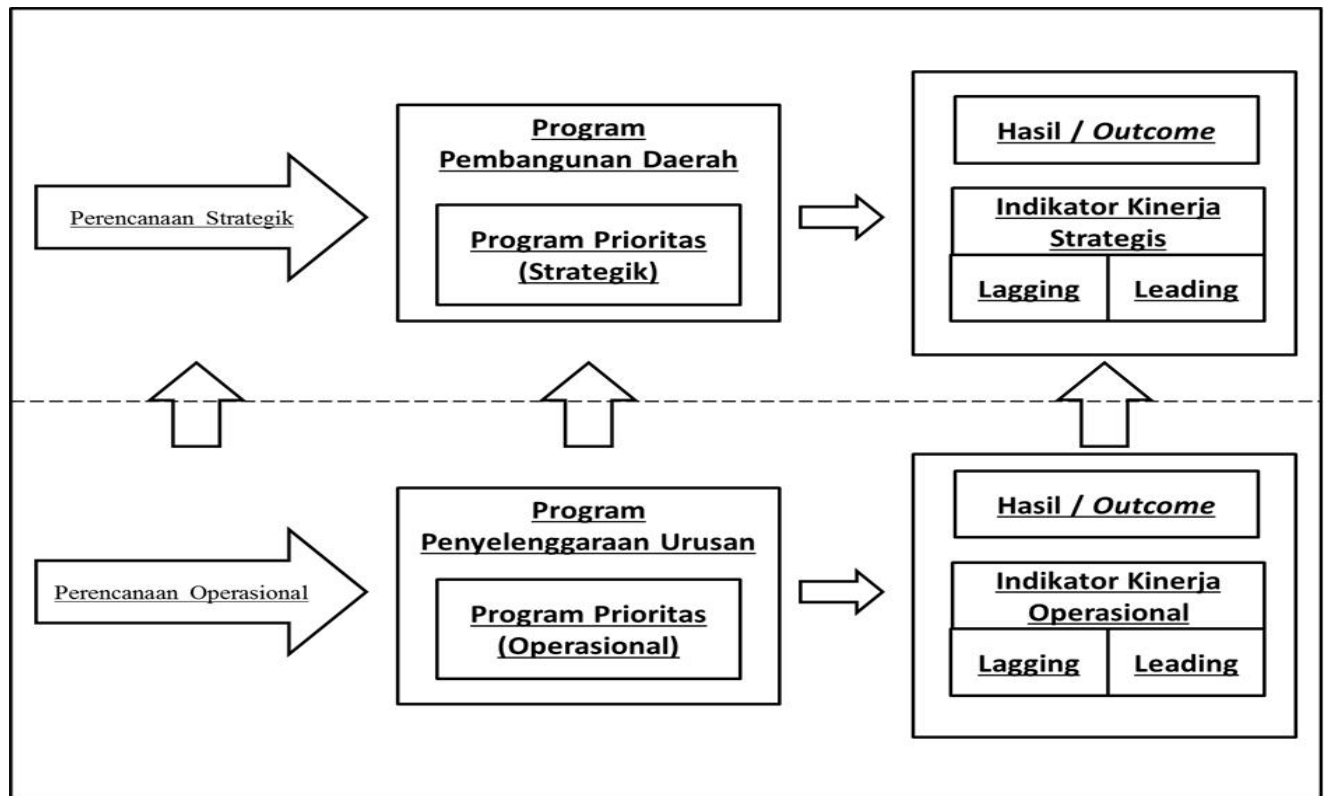 Perencanaan Strategik
Program
Pembangunan Daerah
Program Prioritas
(Strategik)
Hasil / Outcome
Indikator Kinerja
Strategis
Lagging
Leading
Perencanaan Operasional
Program
Penyelenggaraan Urusan
Program Prioritas
(Operasional)
Hasil / Outcome
Indikator Kinerja
Operasional
Lagging
Leading